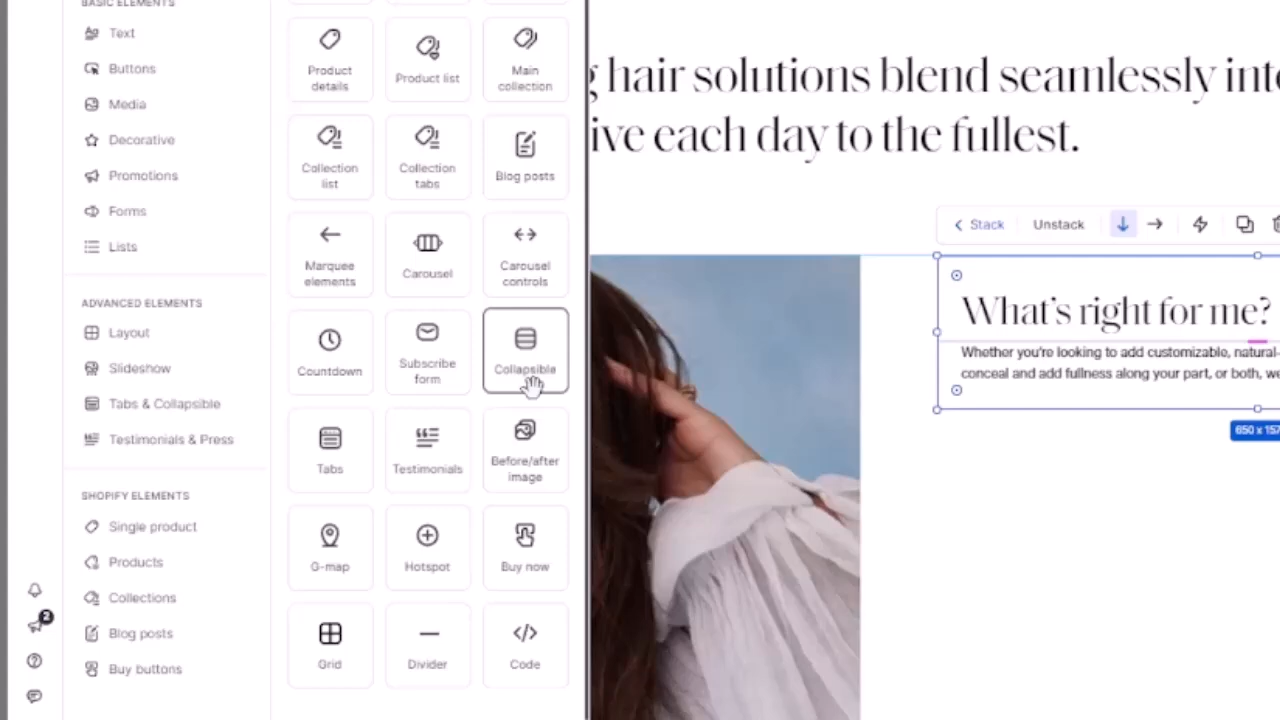 BASIC ELEMENTS
Text
Buttons
Media
Decorative
Promotions
Forms
Lists
ADVANCED ELEMENTS
Layout
Slideshow
Tabs & Collapsible
Testimonials & Press
SHOPIFY ELEMENTS
Single product
Products
Collections
Blog posts
Buy buttons
2
Product
details
Product list
Main
collection
Collection
list
Collection
tabs
Blog posts
Marquee
elements
Carousel
Carousel
controls
Countdown
Subscribe
form
Collapsible
Tabs
Testimonials
Before/after
image
G-map
Hotspot
Buy now
Grid
Divider
Code
g hair solutions blend seamlessly int
ive each day to the fullest.
Stack
Unstack
What's right for me?
Whether you're looking to add customizable, natural-
conceal and add fullness along your part, or both, we
650 x 157